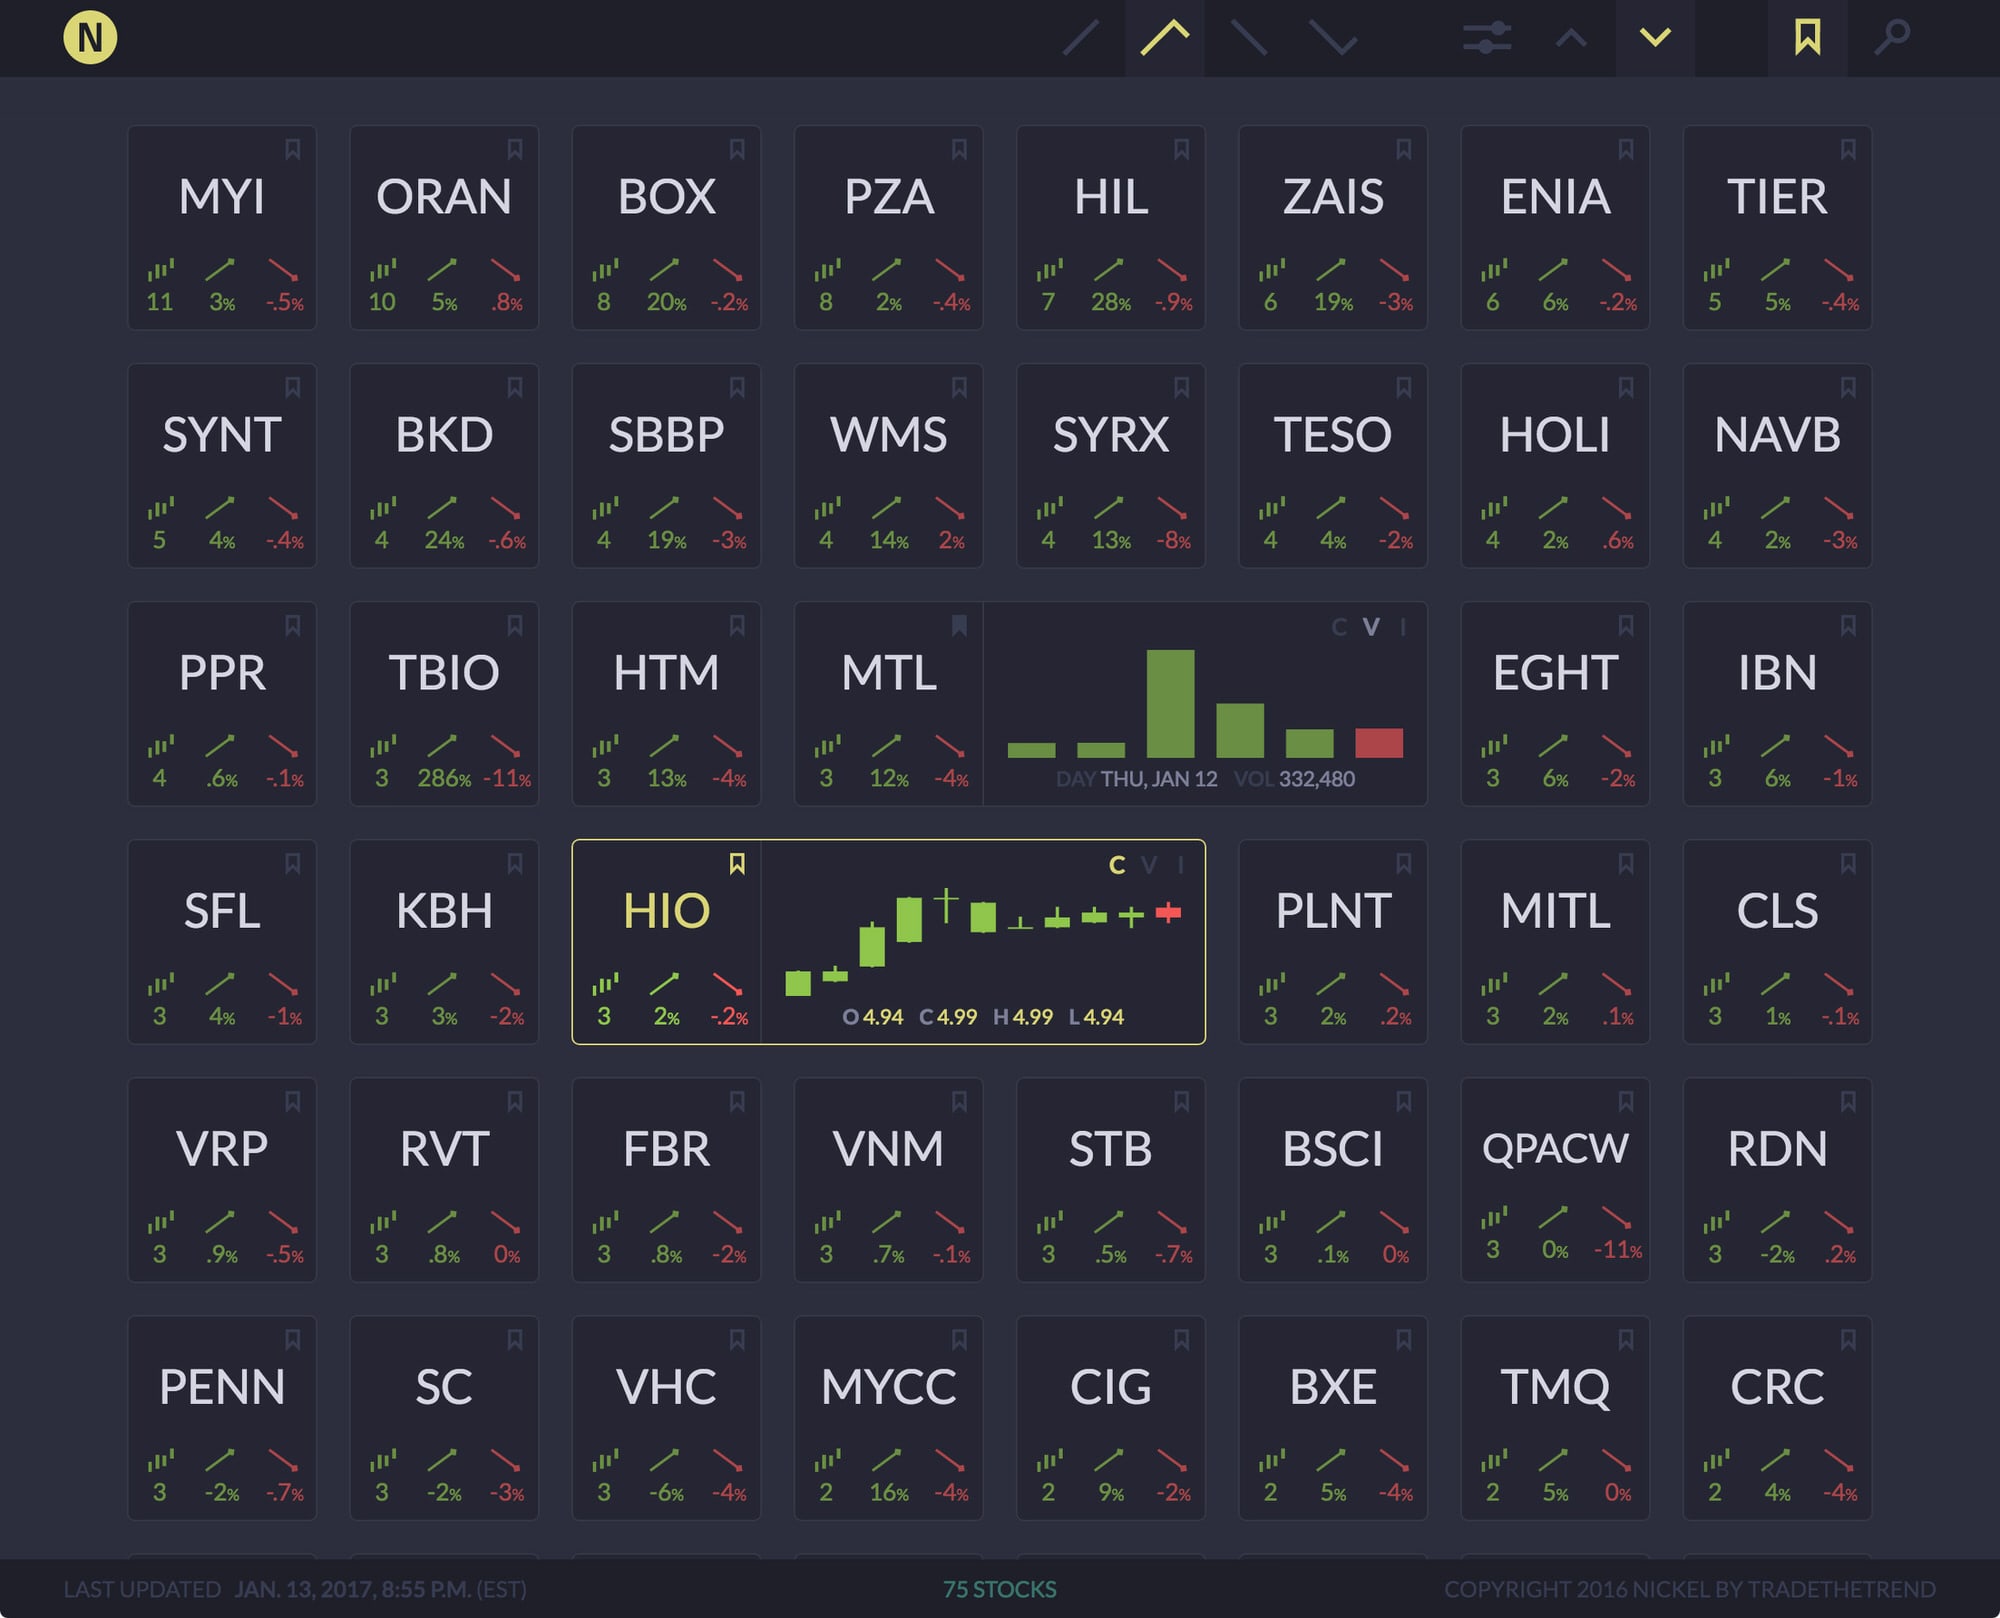 N
MYI ORAN BOX PZA HIL ZAIS ENIA TIER
11 3% -.5% 10 5% .8% 8 20% -.2% 8 2% -.4% 7 28% -.9% 6 19% -3% 6 6% -.2% 5 5% -.4%
SYNT BKD SBBP WMS SYRX TESO HOLI NAVB
5 4% -.4% 4 24% -.6% 4 19% -3% 4 14% 2% 4 13% -8% 4 4% -2% 4 2% .6% 4 2% -3%
C V I
PPR TBIO HTM MTL EGHT IBN
4 .6% -.1% 3 286% -11% 3 13% -4% 3 12% -4% DAY THU, JAN 12 VOL 332,480 3 6% -2% 3 6% -1%
C V I
SFL KBH HIO PLNT MITL CLS
3 4% -1% 3 3% -2% 3 2% -.2% O 4.94 C 4.99 H 4.99 L 4.94 3 2% .2% 3 2% .1% 3 1% -.1%
VRP RVT FBR VNM STB BSCI QPACW RDN
3 .9% -.5% 3 .8% 0% 3 .8% -2% 3 .7% -.1% 3 .5% -.7% 3 .1% 0% 3 0% -11% 3 -2% .2%
PENN SC VHC MYCC CIG BXE TMQ CRC
3 -2% -.7% 3 -2% -3% 3 -6% -4% 2 16% -4% 2 9% -2% 2 5% -4% 2 5% 0% 2 4% -4%
LAST UPDATED JAN. 13, 2017, 8:55 P.M. (EST) 75 STOCKS COPYRIGHT 2016 NICKEL BY TRADETHETREND